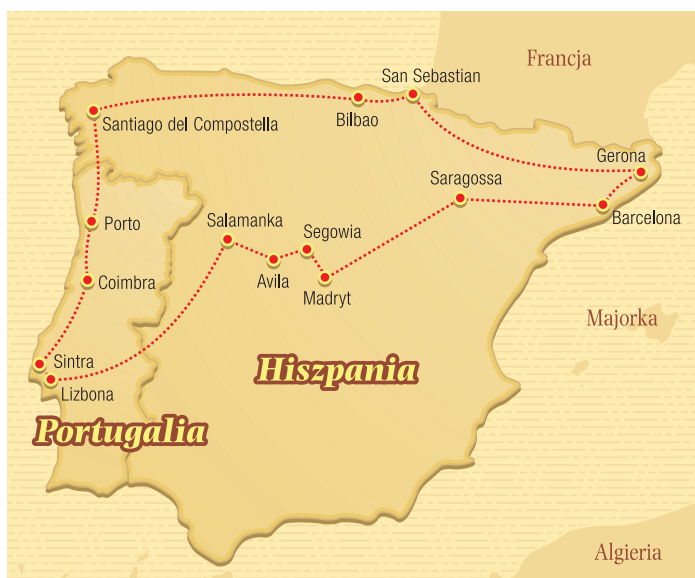 Francja
San Sebastian
Santiago del Compostella
Bilbao
Gerona
Saragossa
Barcelona
Porto
Salamanka
Segowia
Coimbra
Avila
Madryt
Majorka
Sintra
Hiszpania
Lizbona
Portugalia
Algieria